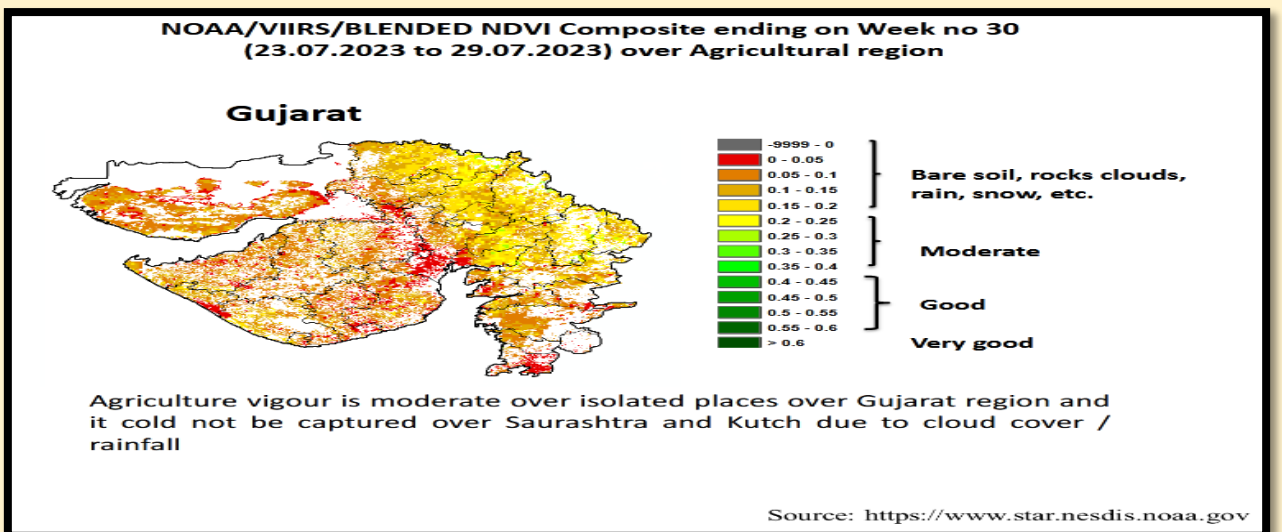 NOAA/VIIRS/BLENDED NDVI Composite ending on Week no 30
(23.07.2023 to 29.07.2023) over Agricultural region
Gujarat
-9999 - 0
0 - 0.05
0.05 - 0.1
0.1 - 0.15
0.15 - 0.2
0.2 - 0.25
0.25 - 0.3
0.3 - 0.35
0.35 - 0.4
0.4 - 0.45
0.45 - 0.5
0.5 - 0.55
0.55 - 0.6
> 0.6
Bare soil, rocks clouds,
rain, snow, etc.
Moderate
Good
Very good
Agriculture vigour is moderate over isolated places over Gujarat region and
it cold not be captured over Saurashtra and Kutch due to cloud cover /
rainfall
Source: https://www.star.nesdis.noaa.gov